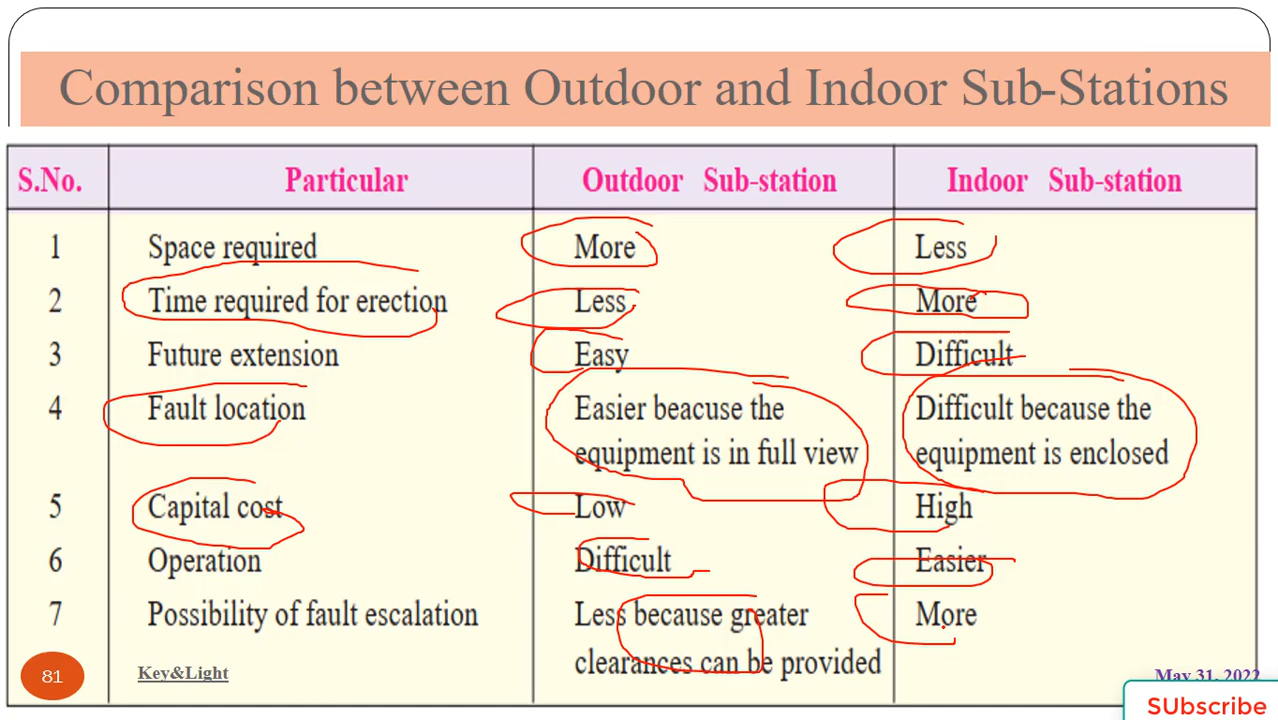 Comparison between Outdoor and Indoor Sub-Stations
S.No. Particular Outdoor Sub-station Indoor Sub-station
1 Space required More Less
2 Time required for erection Less More
3 Future extension Easy Difficult
4 Fault location Easier beacuse the Difficult because the
equipment is in full view equipment is enclosed
5 Capital cost Low High
6 Operation Difficult Easier
7 Possibility of fault escalation Less because greater More
clearances can be provided
81 Key&Light May 31, 2022
SUbscribe